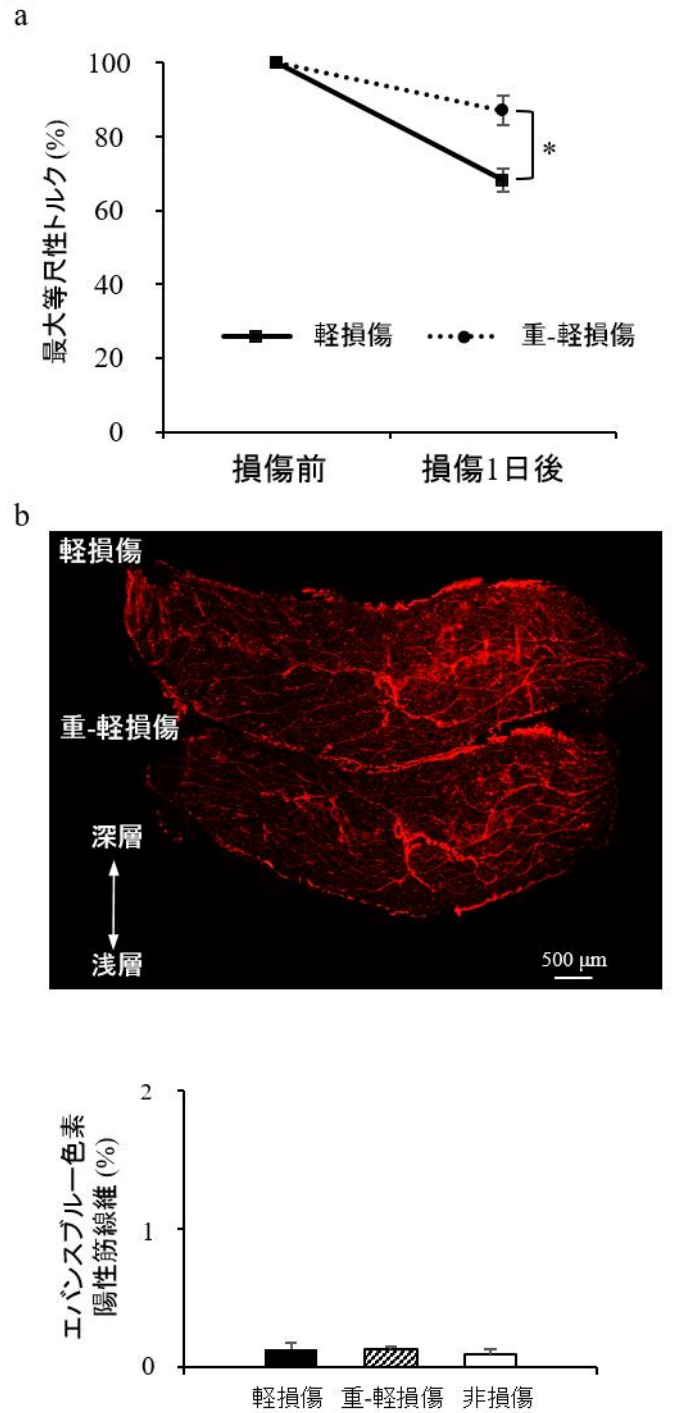 a
100
80
60
40
20
0
最大等尺性トルク (%)
*
軽損傷
重-軽損傷
損傷前
損傷1日後
b
軽損傷
重-軽損傷
深層
浅層
500 μm
2
1
0
エバンスブルー色素
陽性筋線維 (%)
軽損傷
重-軽損傷
非損傷